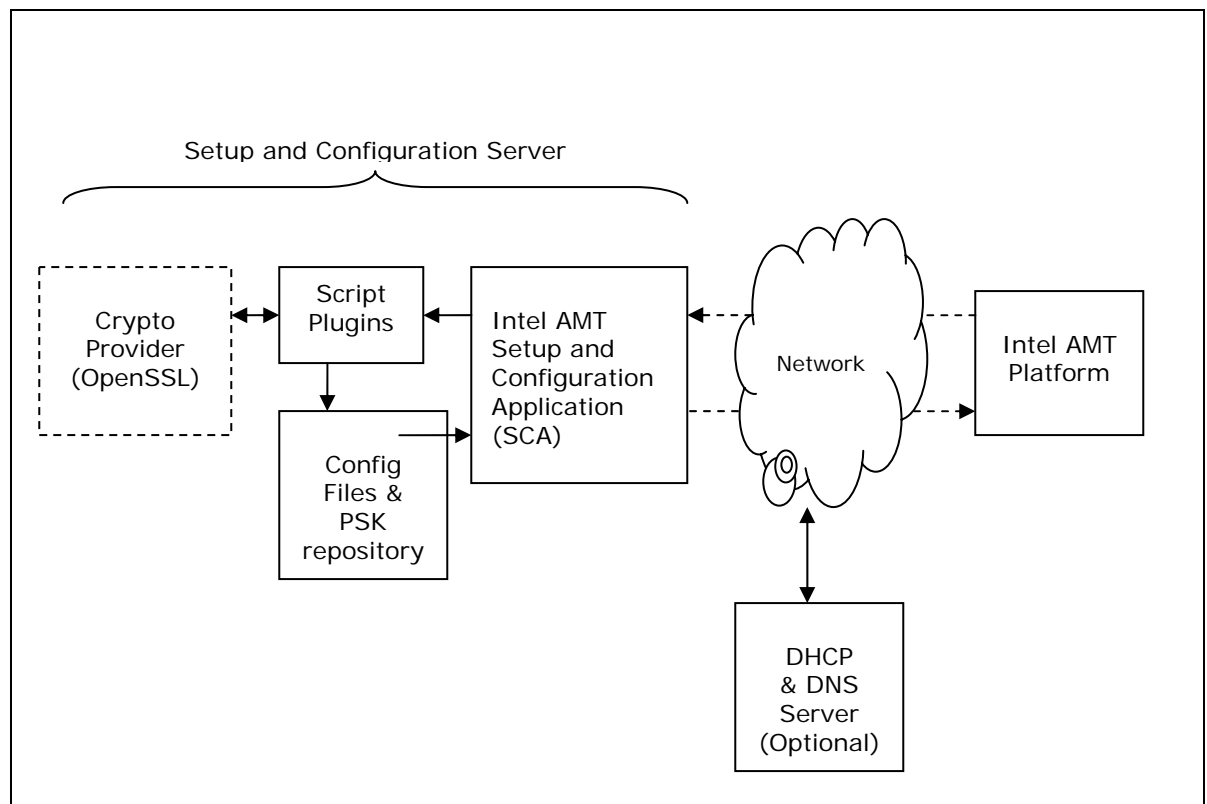 Setup and Configuration Server
Crypto
Provider
(OpenSSL)
Script
Plugins
Config
Files &
PSK
repository
Intel AMT
Setup and
Configuration
Application
(SCA)
Network
Intel AMT
Platform
DHCP
& DNS
Server
(Optional)